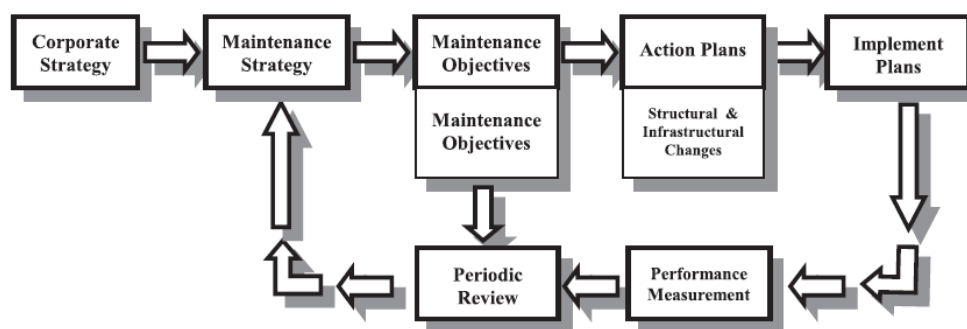 Corporate
Strategy
Maintenance
Strategy
Maintenance
Objectives
Maintenance
Objectives
Action Plans
Structural &
Infrastructural
Changes
Implement
Plans
Periodic
Review
Performance
Measurement